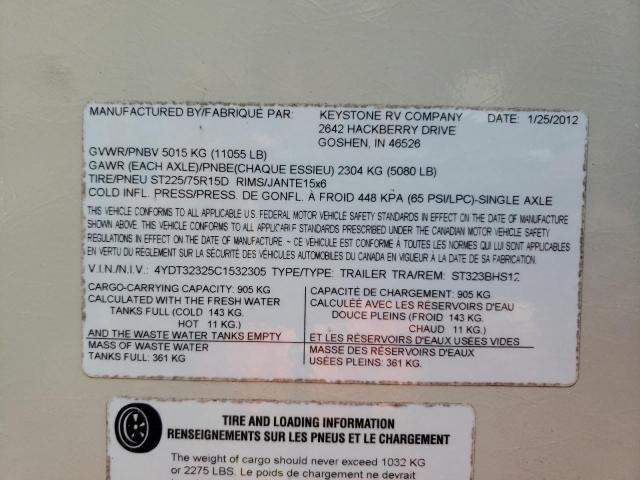 MANUFACTURED BY/FABRIQUÉ PAR: KEYSTONE RV COMPANY DATE: 1/25/2012
2642 HACKBERRY DRIVE
GOSHEN, IN 46526
GVWR/PNBV 5015 KG (11055 LB)
GAWR (EACH AXLE)/PNBE(CHAQUE ESSIEU) 2304 KG (5080 LB)
TIRE/PNEU ST225/75R15D RIMS/JANTE15x6
COLD INFL. PRESS/PRESS. DE GONFL. À FROID 448 KPA (65 PSI/LPC)-SINGLE AXLE
THIS VEHICLE CONFORMS TO ALL APPLICABLE U.S. FEDERAL MOTOR VEHICLE SAFETY STANDARDS IN EFFECT ON THE DATE OF MANUFACTURE
SHOWN ABOVE. THIS VEHICLE CONFORMS TO ALL APPLICABLE STANDARDS PRESCRIBED UNDER THE CANADIAN MOTOR VEHICLE SAFETY
REGULATIONS IN EFFECT ON THE DATE OF MANUFACTURE. - CE VEHICULE EST CONFORME À TOUTES LES NORMES QUI LUI SONT APPLICABLES
EN VERTU DU RÈGLEMENT SUR LA SÉCURITÉ DES VÉHICULES AUTOMOBILES DU CANADA EN VIGUEUR À LA DATE DE SA FABRICATION.
V.I.N./N.I.V.: 4YDT32325C1532305 TYPE/TYPE: TRAILER TRA/REM: ST323BHS12
CARGO-CARRYING CAPACITY: 905 KG
CALCULATED WITH THE FRESH WATER
TANKS FULL (COLD 143 KG.
HOT 11 KG.)
AND THE WASTE WATER TANKS EMPTY
MASS OF WASTE WATER
TANKS FULL: 361 KG
CAPACITÉ DE CHARGEMENT: 905 KG
CALCULÉE AVEC LES RÉSERVOIRS D'EAU
DOUCE PLEINS (FROID 143 KG.
CHAUD 11 KG.)
ET LES RÉSERVOIRS D'EAUX USÉES VIDES
MASSE DES RÉSERVOIRS D'EAUX
USÉES PLEINS: 361 KG.
TIRE AND LOADING INFORMATION
RENSEIGNEMENTS SUR LES PNEUS ET LE CHARGEMENT
The weight of cargo should never exceed 1032 KG
or 2275 LBS. Le poids de chargement ne devrait